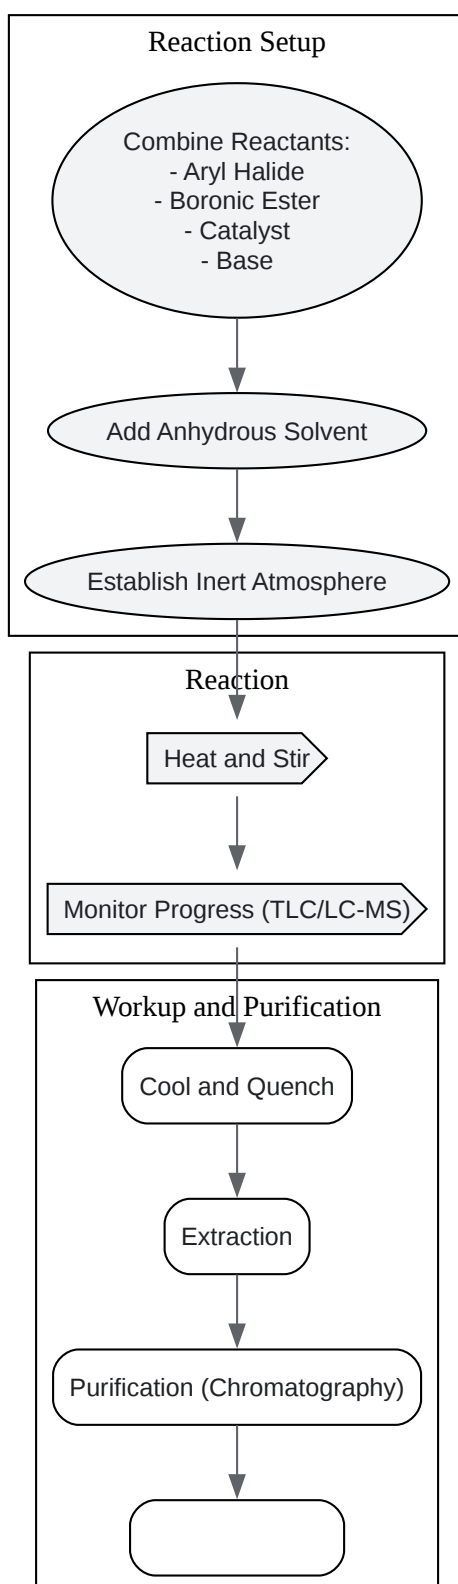 Reaction Setup
Combine Reactants:
- Aryl Halide
- Boronic Ester
- Catalyst
- Base
Add Anhydrous Solvent
Establish Inert Atmosphere
Reaction
Heat and Stir
Monitor Progress (TLC/LC-MS)
Workup and Purification
Cool and Quench
Extraction
Purification (Chromatography)